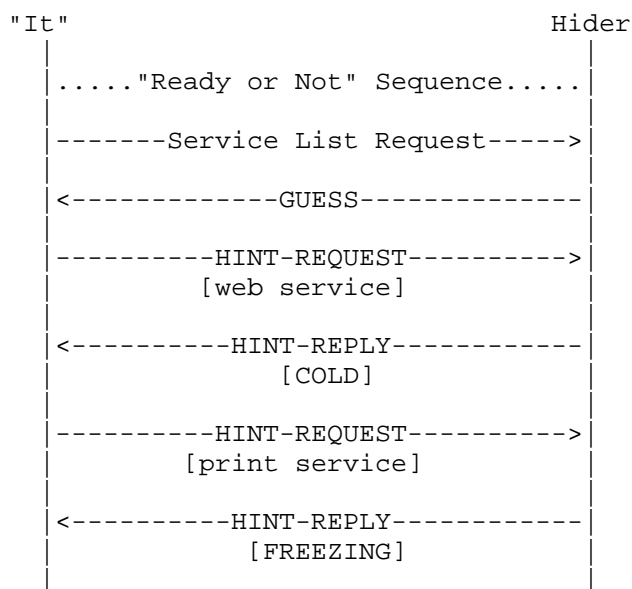 "It" Hider
....."Ready or Not" Sequence.....
-------Service List Request----->
<-------------GUESS--------------
----------HINT-REQUEST---------->
[web service]
<----------HINT-REPLY------------
[COLD]
----------HINT-REQUEST---------->
[print service]
<----------HINT-REPLY------------
[FREEZING]